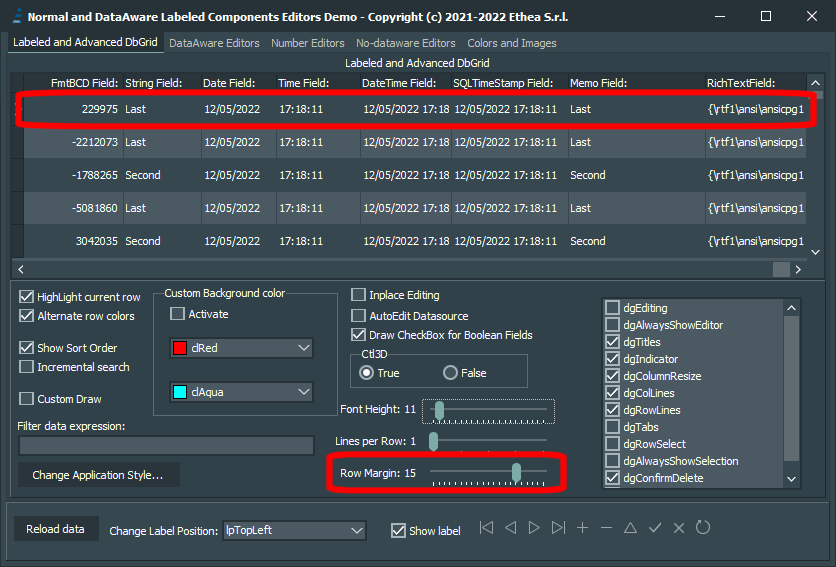 Normal and DataAware Labeled Components Editors Demo - Copyright (c) 2021-2022 Ethea S.r.l.
Labeled and Advanced DbGrid DataAware Editors Number Editors No-dataware Editors Colors and Images
Labeled and Advanced DbGrid
FmtBCD Field: String Field: Date Field: Time Field: DateTime Field: SQLTimeStamp Field: Memo Field: RichTextField:
229975 Last 12/05/2022 17:18:11 12/05/2022 17:18 12/05/2022 17:18:11 Last {\rtf1\ansi\ansicpg1
-2212073 Last 12/05/2022 17:18:11 12/05/2022 17:18 12/05/2022 17:18:11 Last {\rtf1\ansi\ansicpg1
-1788265 Second 12/05/2022 17:18:11 12/05/2022 17:18 12/05/2022 17:18:11 Second {\rtf1\ansi\ansicpg1
-5081860 Last 12/05/2022 17:18:11 12/05/2022 17:18 12/05/2022 17:18:11 Last {\rtf1\ansi\ansicpg1
3042035 Second 12/05/2022 17:18:11 12/05/2022 17:18 12/05/2022 17:18:11 Second {\rtf1\ansi\ansicpg1
HighLight current row
Alternate row colors
Show Sort Order
Incremental search
Custom Draw
Filter data expression:
Change Application Style...
Custom Background color
Activate
clRed
clAqua
Inplace Editing
AutoEdit Datasource
Draw CheckBox for Boolean Fields
Ctl3D
True False
Font Height: 11
Lines per Row: 1
Row Margin: 15
dgEditing
dgAlwaysShowEditor
dgTitles
dgIndicator
dgColumnResize
dgColLines
dgRowLines
dgTabs
dgRowSelect
dgAlwaysShowSelection
dgConfirmDelete
Reload data Change Label Position: lpTopLeft Show label